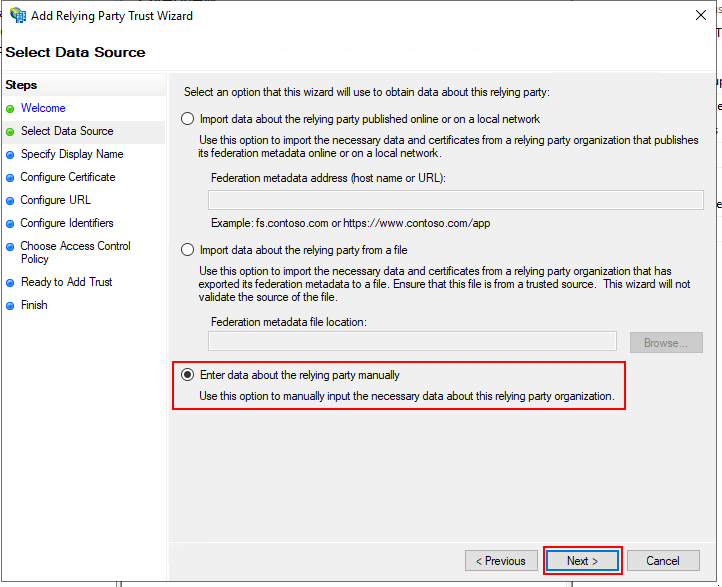 Add Relying Party Trust Wizard
Select Data Source
Steps
Welcome
Select Data Source
Specify Display Name
Configure Certificate
Configure URL
Configure Identifiers
Choose Access Control
Policy
Ready to Add Trust
Finish
Select an option that this wizard will use to obtain data about this relying party:
Import data about the relying party published online or on a local network
Use this option to import the necessary data and certificates from a relying party organization that publishes
its federation metadata online or on a local network.
Federation metadata address (host name or URL):
Example: fs.contoso.com or https://www.contoso.com/app
Import data about the relying party from a file
Use this option to import the necessary data and certificates from a relying party organization that has
exported its federation metadata to a file. Ensure that this file is from a trusted source.  This wizard will not
validate the source of the file.
Federation metadata file location:
Browse...
Enter data about the relying party manually
Use this option to manually input the necessary data about this relying party organization.
< Previous
Next >
Cancel